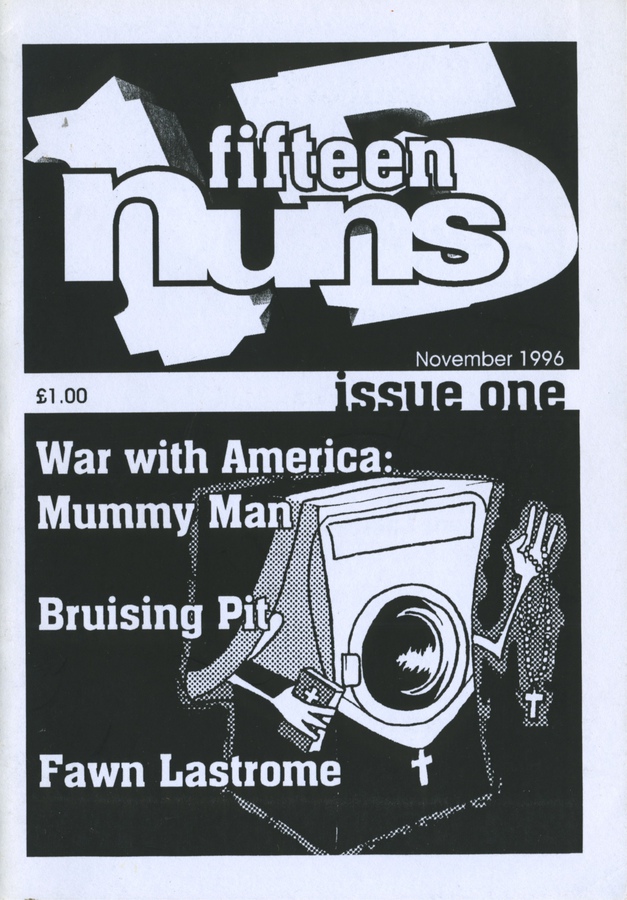 fifteen
nuns
November 1996
£1.00
issue one
War with America:
Mummy Man
Bruising Pit
Fawn Lastrome